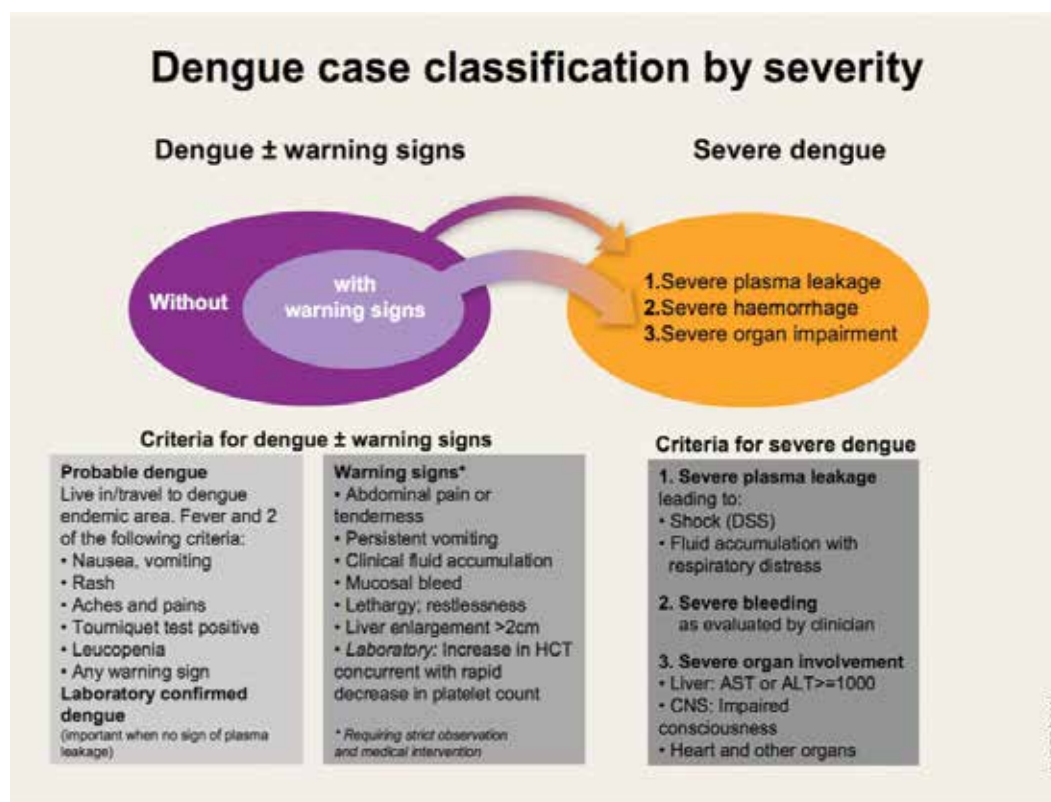 Dengue case classification by severity
Dengue ± warning signs
Severe dengue
Without
with
warning signs
1.Severe plasma leakage
2.Severe haemorrhage
3.Severe organ impairment
Criteria for dengue ± warning signs
Probable dengue
Live in/travel to dengue
endemic area. Fever and 2
of the following criteria:
• Nausea, vomiting
• Rash
• Aches and pains
• Tourniquet test positive
• Leucopenia
• Any warning sign
Laboratory confirmed
dengue
(important when no sign of plasma
leakage)
Warning signs*
• Abdominal pain or
tenderness
• Persistent vomiting
• Clinical fluid accumulation
• Mucosal bleed
• Lethargy; restlessness
• Liver enlargement >2cm
• Laboratory: Increase in HCT
concurrent with rapid
decrease in platelet count
* Requiring strict observation
and medical intervention
Criteria for severe dengue
1. Severe plasma leakage
leading to:
• Shock (DSS)
• Fluid accumulation with
respiratory distress
2. Severe bleeding
as evaluated by clinician
3. Severe organ involvement
• Liver: AST or ALT>=1000
• CNS: Impaired
consciousness
• Heart and other organs